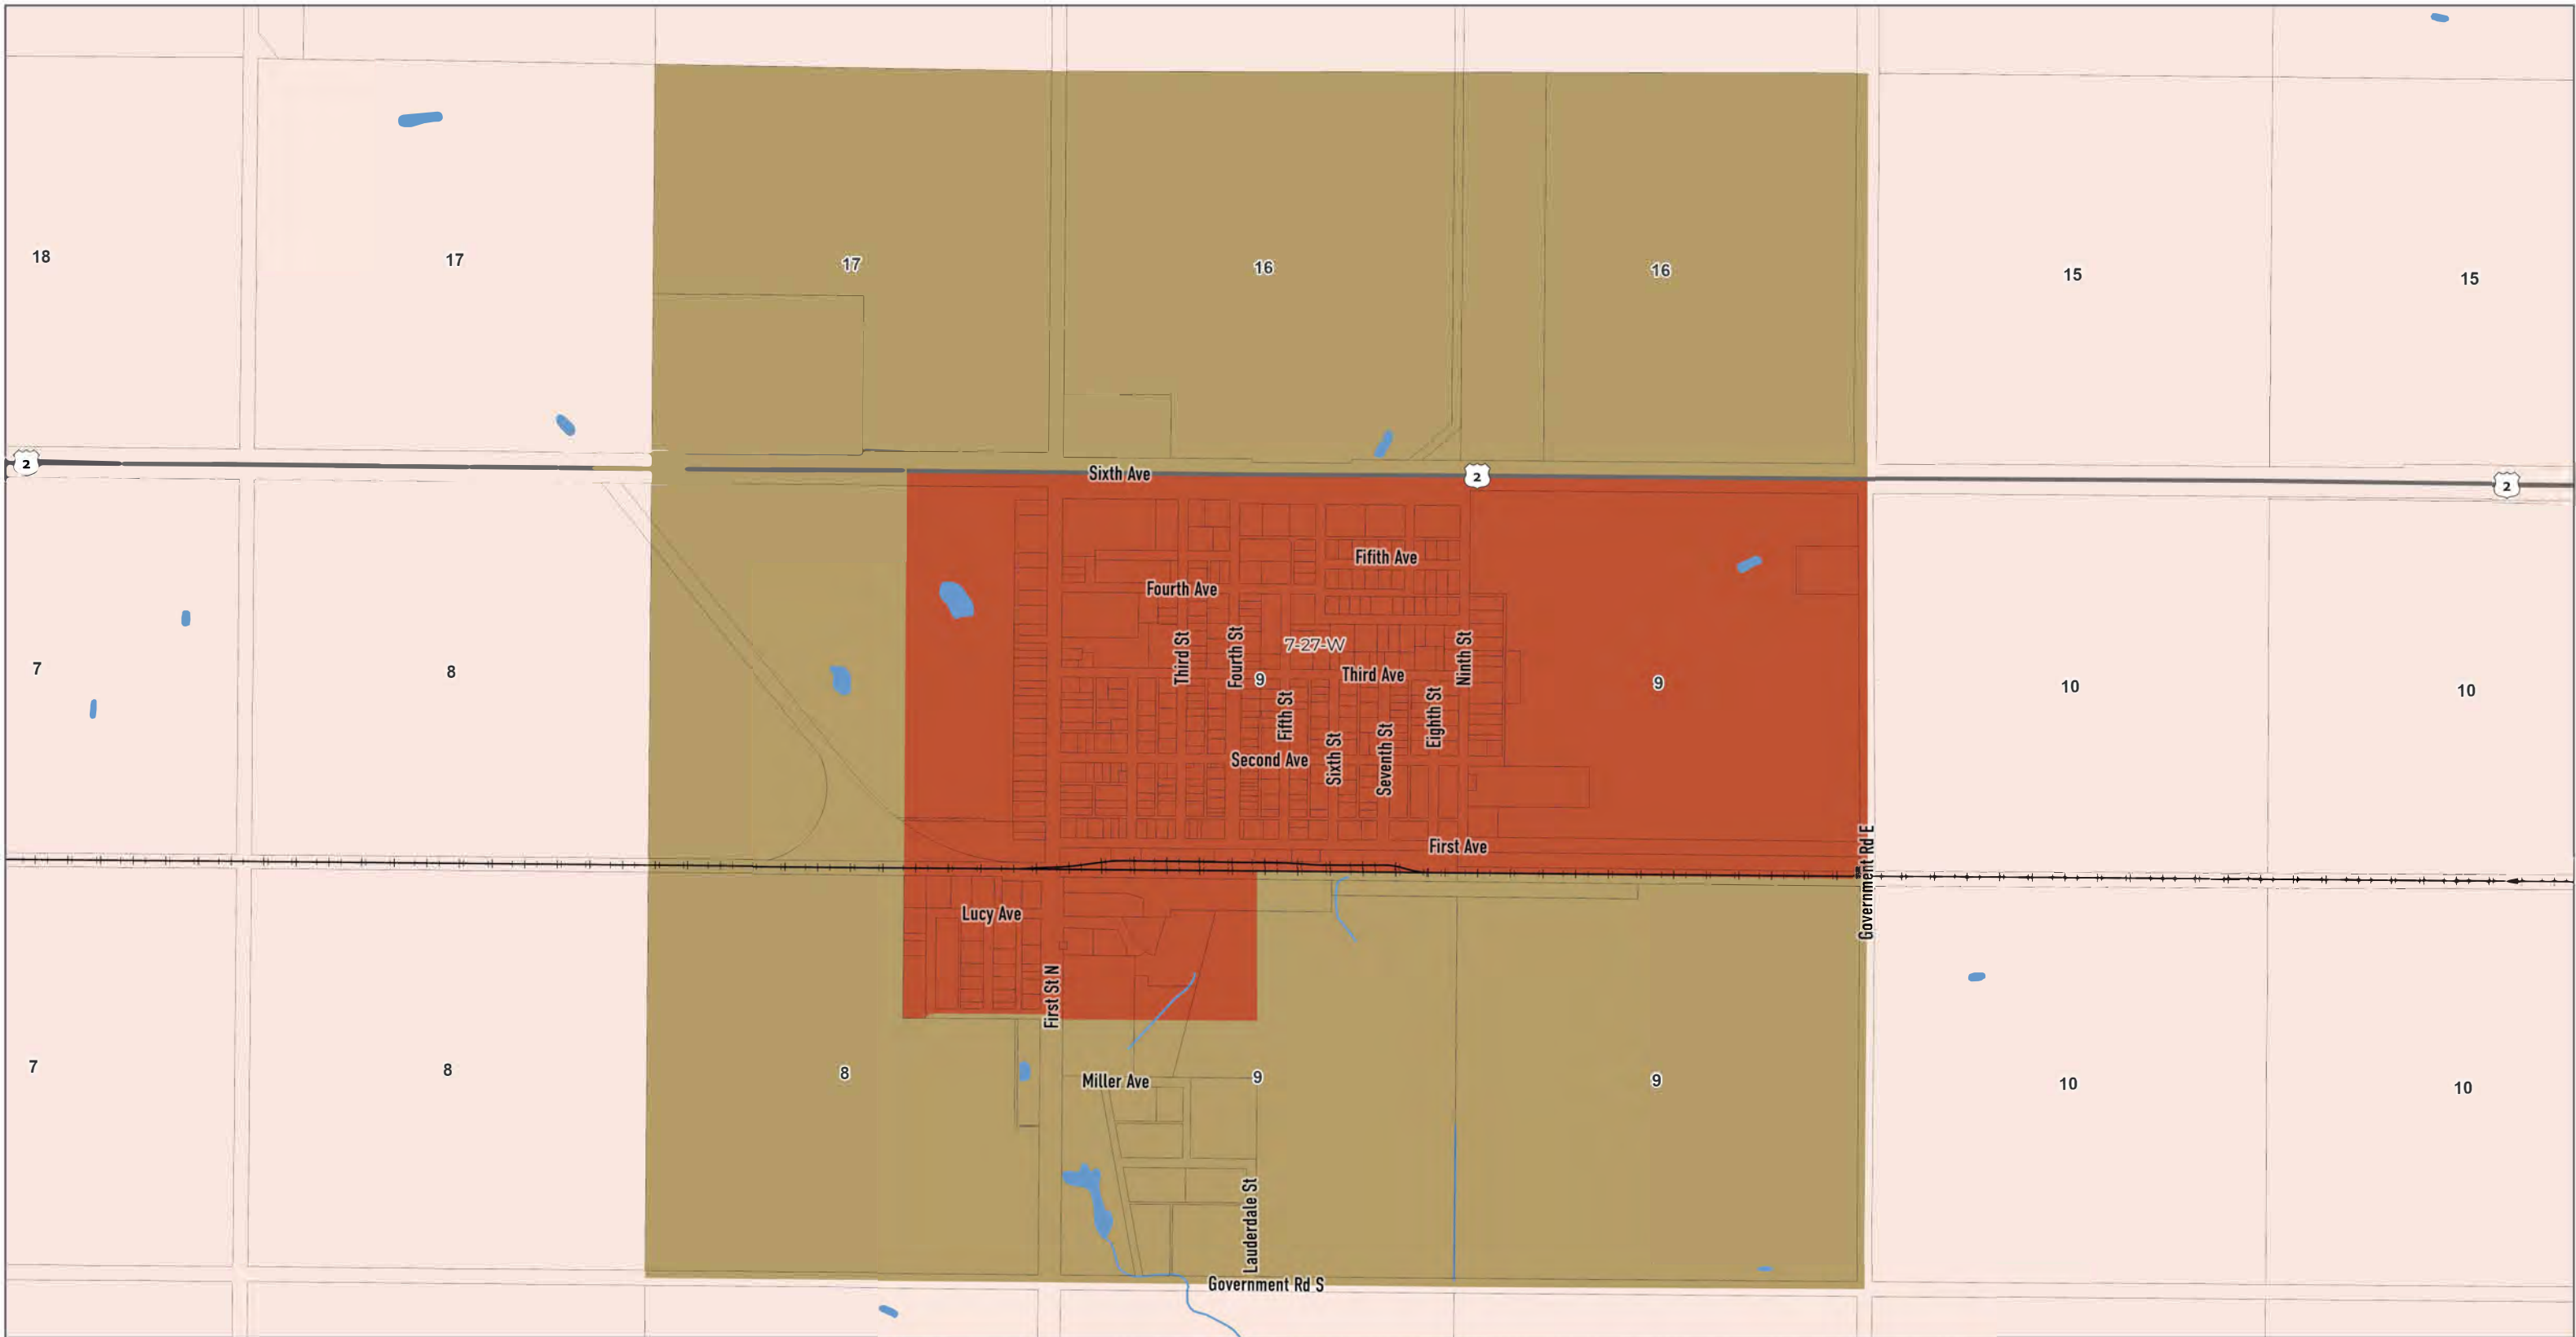 18
17
17
16
16
15
15
2
Sixth Ave
2
2
Fifith Ave
Fourth Ave
Third St
Fourth St
7-27-W
Ninth St
7
8
9
Third Ave
9
10
10
Fifth St
Eighth St
Second Ave
Sixth St
Seventh St
First Ave
Government Rd E
Lucy Ave
First St N
7
8
8
Miller Ave
9
9
10
10
Lauderdale St
Government Rd S